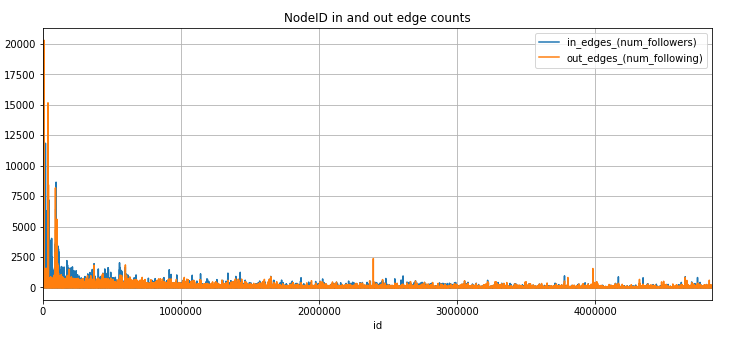 NodeID in and out edge counts
in_edges_(num_followers)
out_edges_(num_following)
20000
17500
15000
12500
10000
7500
5000
2500
0
0 1000000 2000000 3000000 4000000
id